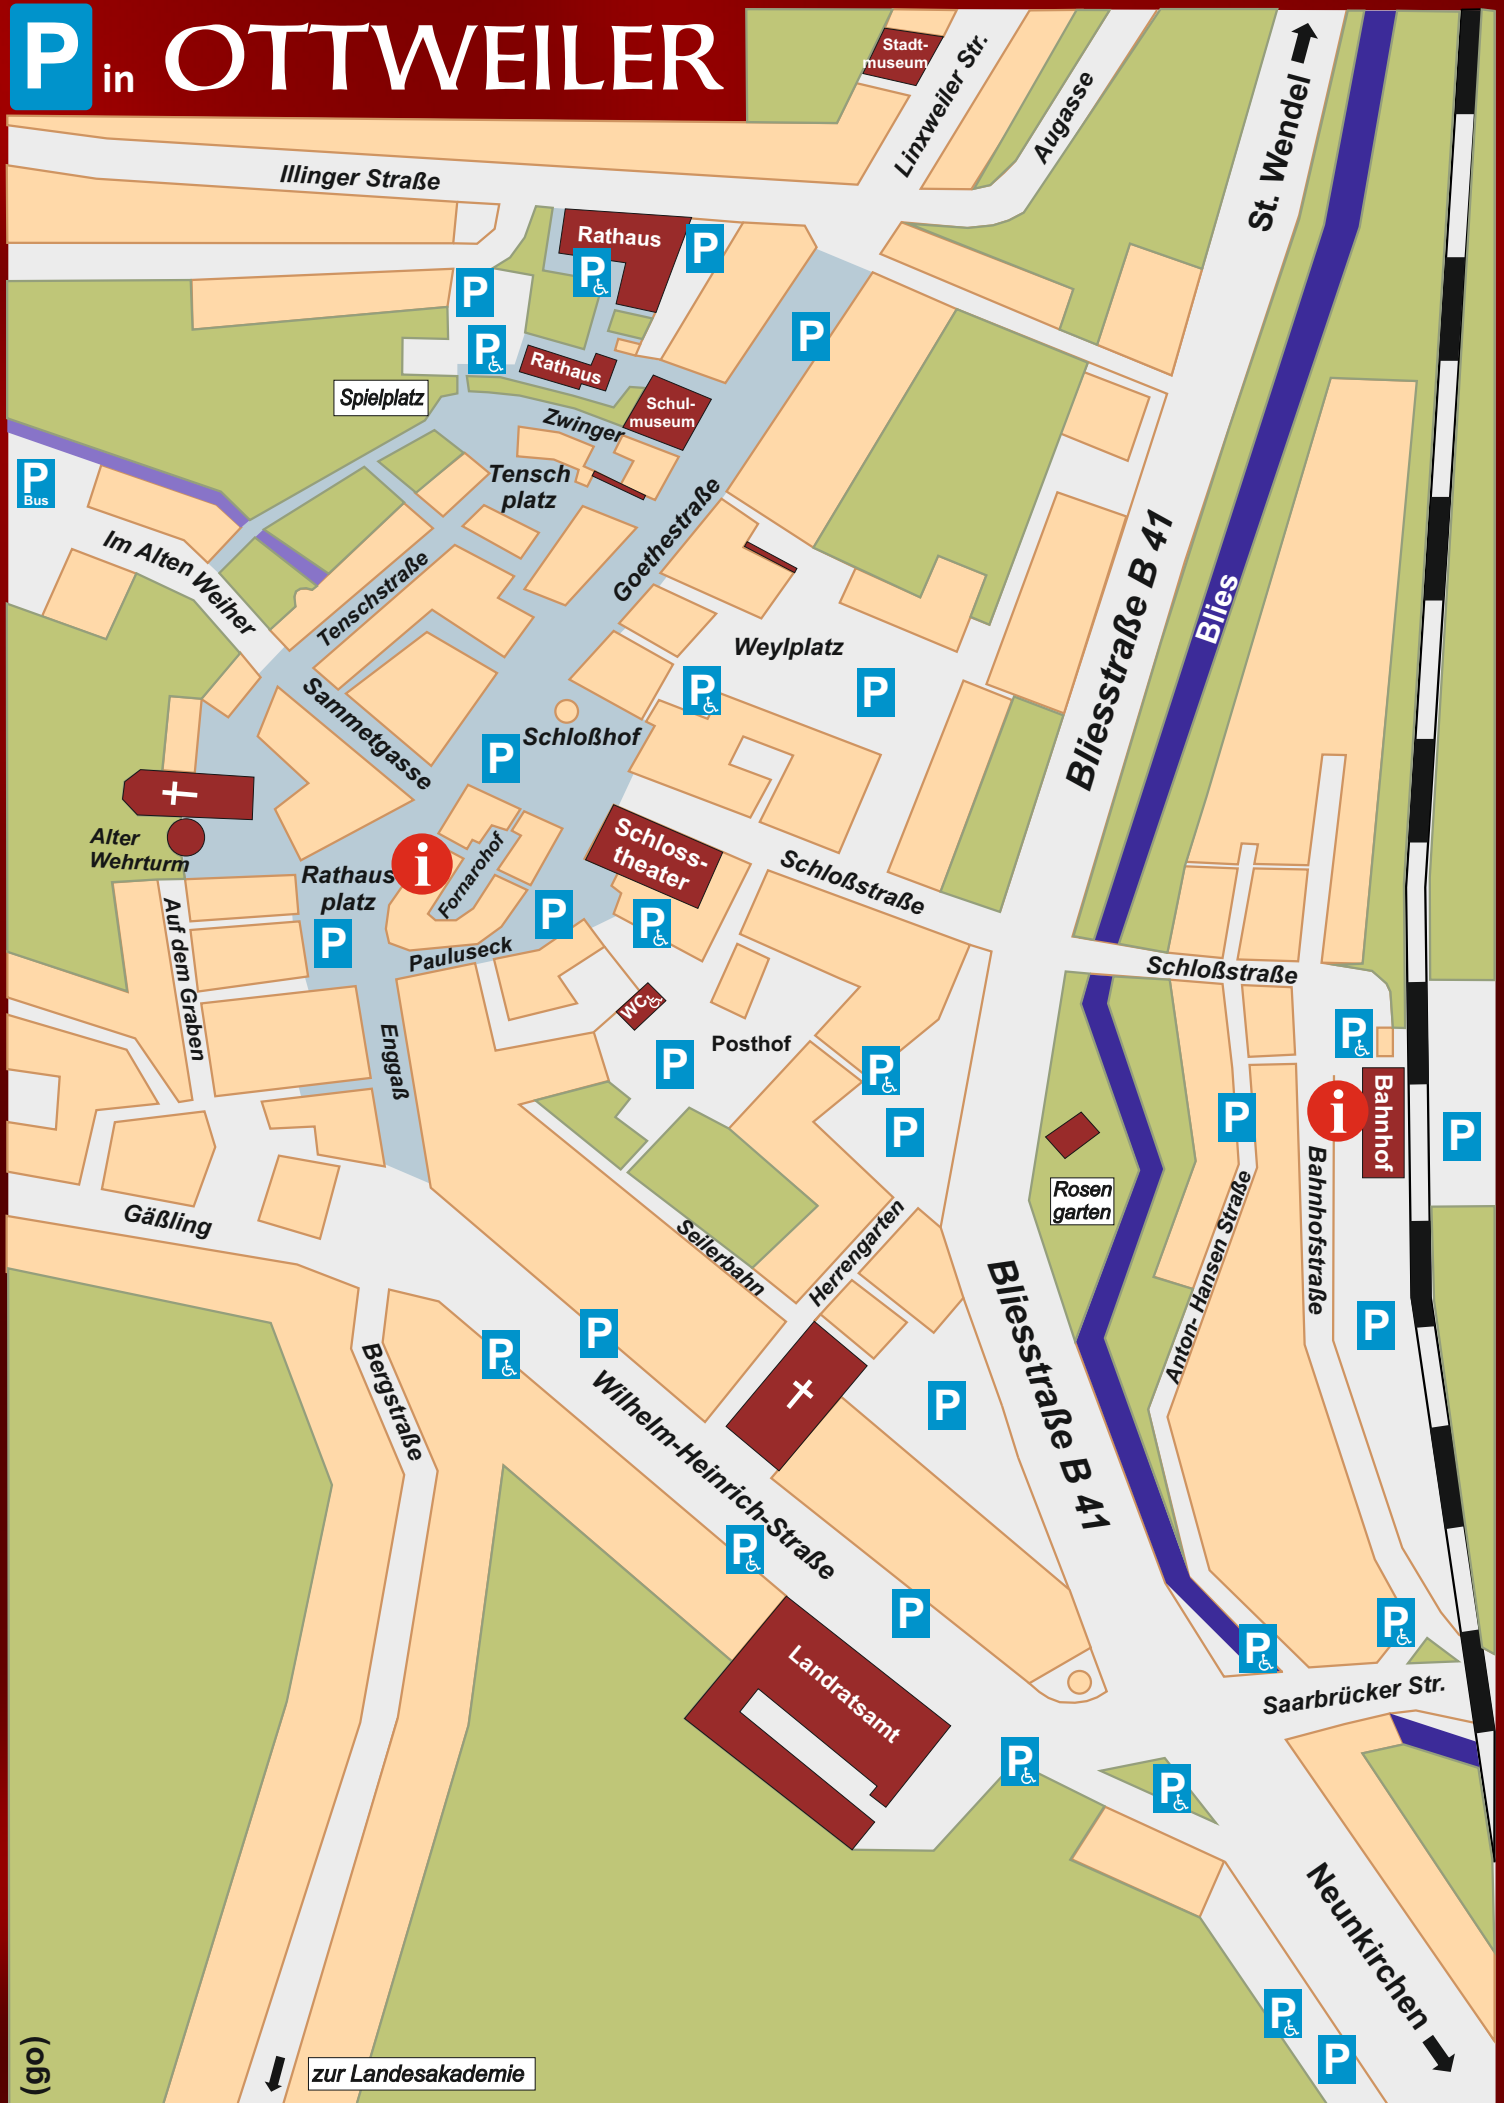 P in OTTWEILER
Stadt-
museum
Linxweiler Str.
Augasse
St. Wendel
Illinger Straße
Rathaus
P
P
P
P
P
Rathaus
Spielplatz
Schul-
museum
Zwinger
Tensch
platz
P
Bus
Im Alten Weiher
Tenschstraße
Goethestraße
Bliesstraße B 41
Blies
Weylplatz
P
P
Sammetgasse
Schloßhof
P
Alter
Wehrturm
Rathaus
platz
i
Fornarohof
Schloss-
theater
Schloßstraße
P
P
P
Pauluseck
Auf dem Graben
Schloßstraße
WC
Enggaß
Posthof
P
P
P
P
P
i
Bahnhof
P
Rosen
garten
Gäßling
Seilerbahn
Herrengarten
Anton- Hansen Straße
Bahnhofstraße
Bliesstraße B 41
P
P
P
Bergstraße
P
Wilhelm-Heinrich-Straße
P
P
P
P
Landratsamt
Saarbrücker Str.
P
P
Neunkirchen
P
P
(go)
zur Landesakademie